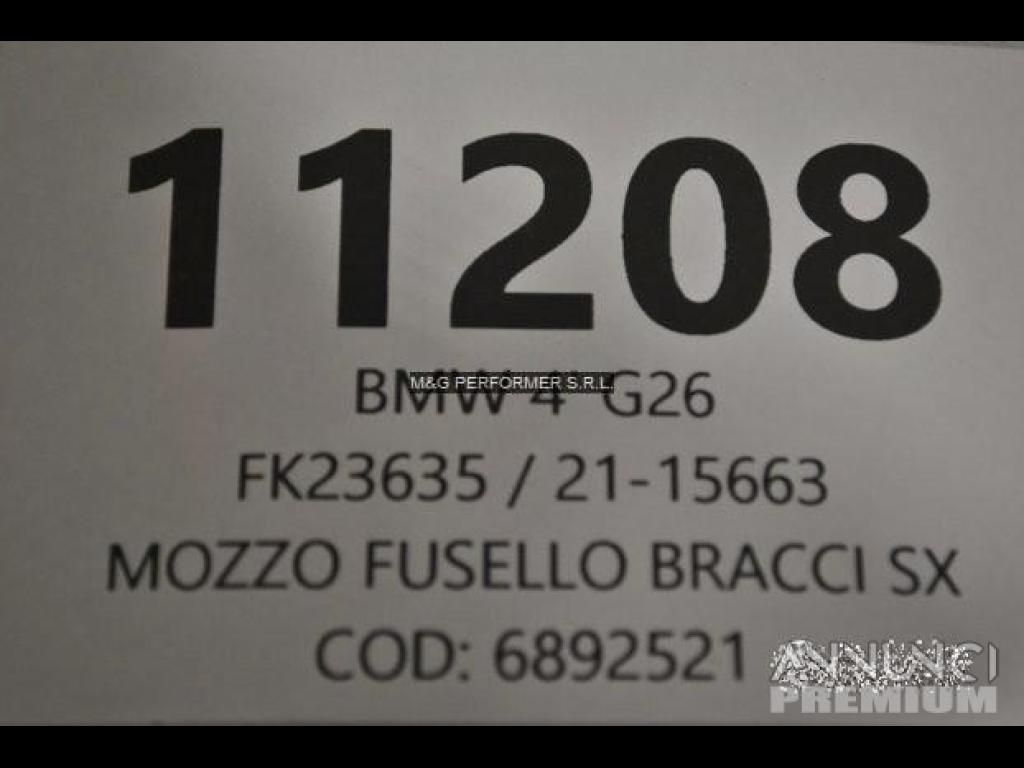 11208
BMW 4" G26
M&G PERFORMER S.R.L.
FK23635 / 21-15663
MOZZO FUSELLO BRACCI SX
COD: 6892521
ANNUNCI
PREMIUM